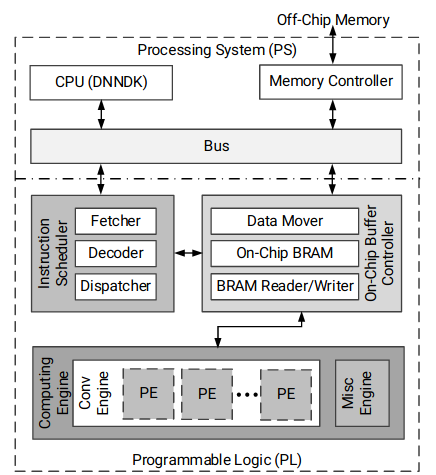 Off-Chip Memory
Processing System (PS)
CPU (DNNDK)
Memory Controller
Bus
Instruction
Scheduler
Fetcher
Decoder
Dispatcher
Data Mover
On-Chip BRAM
BRAM Reader/Writer
On-Chip Buffer
Controller
Computing
Engine
Conv
Engine
PE
PE
PE
Misc
Engine
Programmable Logic (PL)